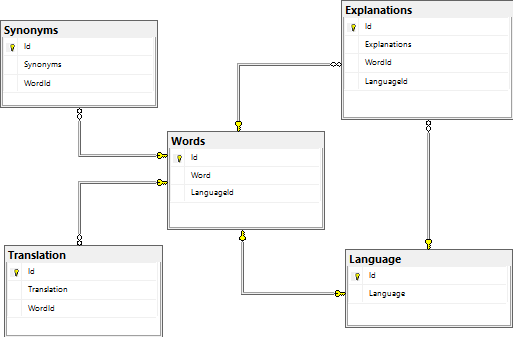 Synonyms
Id
Synonyms
WordId
Explanations
Id
Explanations
WordId
LanguageId
Words
Id
Word
LanguageId
Translation
Id
Translation
WordId
Language
Id
Language